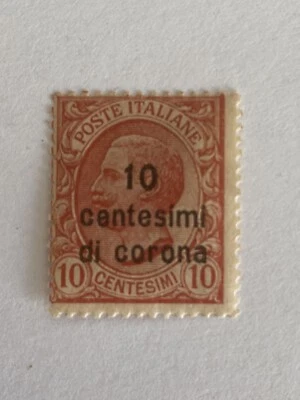 POSTE ITALIANE
10
centesimi
di corona
10 CENTESIMI 10